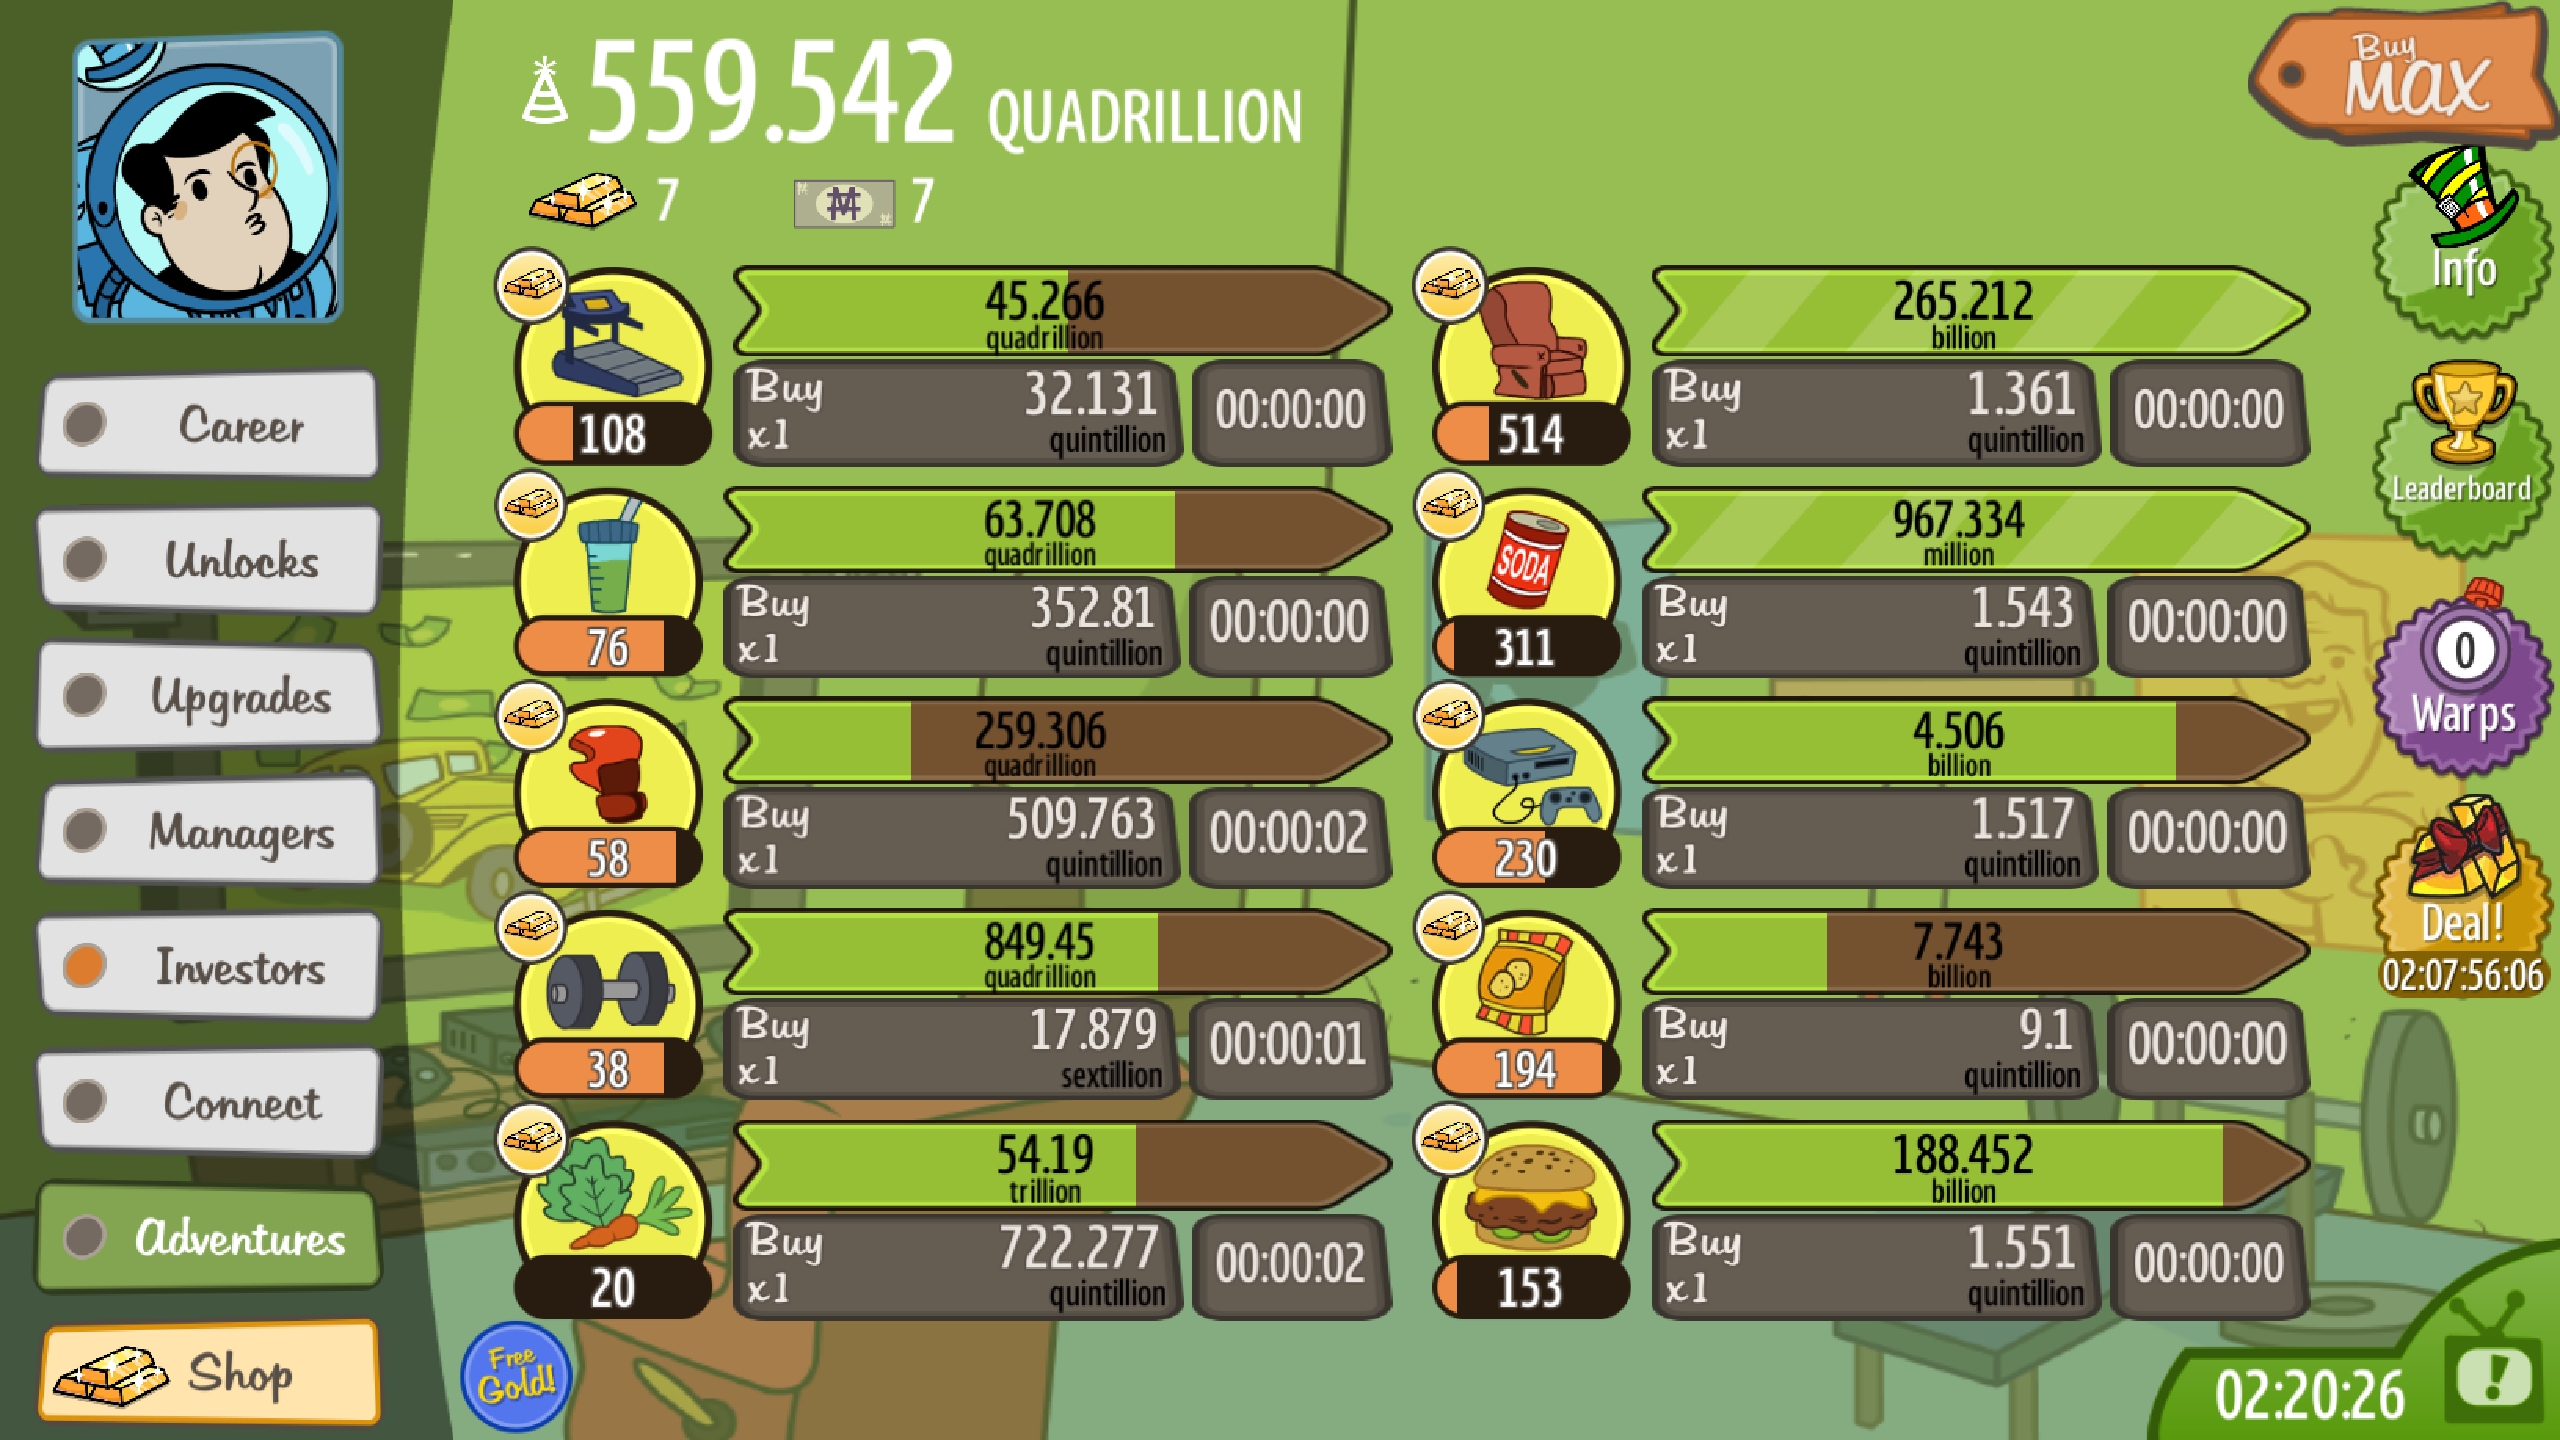 559.542 QUADRILLION
7 7
Buy
MAX
Career
Unlocks
Upgrades
Managers
Investors
Connect
Adventures
Shop
45.266
quadrillion
Buy 32.131
x1 quintillion
00:00:00
108
63.708
quadrillion
Buy 352.81
x1 quintillion
00:00:00
76
259.306
quadrillion
Buy 509.763
x1 quintillion
00:00:02
58
849.45
quadrillion
Buy 17.879
x1 sextillion
00:00:01
38
54.19
trillion
Buy 722.277
x1 quintillion
00:00:02
20
265.212
billion
Buy 1.361
x1 quintillion
00:00:00
514
SODA
967.334
million
Buy 1.543
x1 quintillion
00:00:00
311
4.506
billion
Buy 1.517
x1 quintillion
00:00:00
230
7.743
billion
Buy 9.1
x1 quintillion
00:00:00
194
188.452
billion
Buy 1.551
x1 quintillion
00:00:00
153
Info
Leaderboard
0
Warps
Deal!
02:07:56:06
Free
Gold!
02:20:26
!